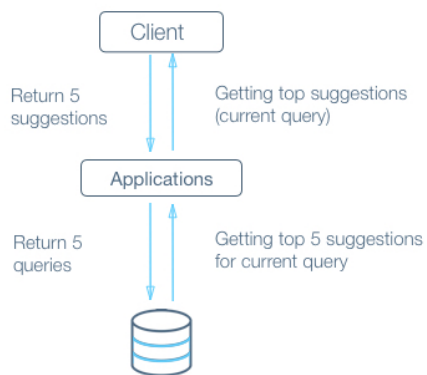 Client
Return 5
suggestions
Getting top suggestions
(current query)
Applications
Return 5
queries
Getting top 5 suggestions
for current query